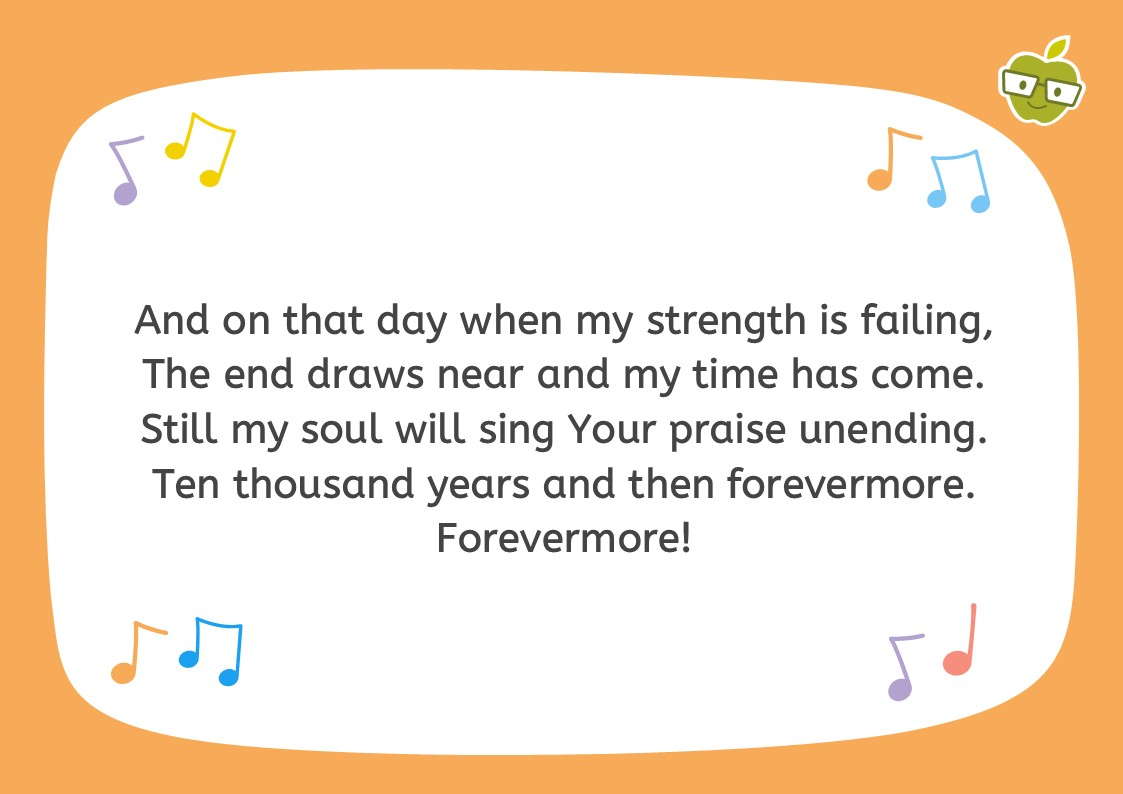 And on that day when my strength is failing,
The end draws near and my time has come.
Still my soul will sing Your praise unending.
Ten thousand years and then forevermore.
Forevermore!